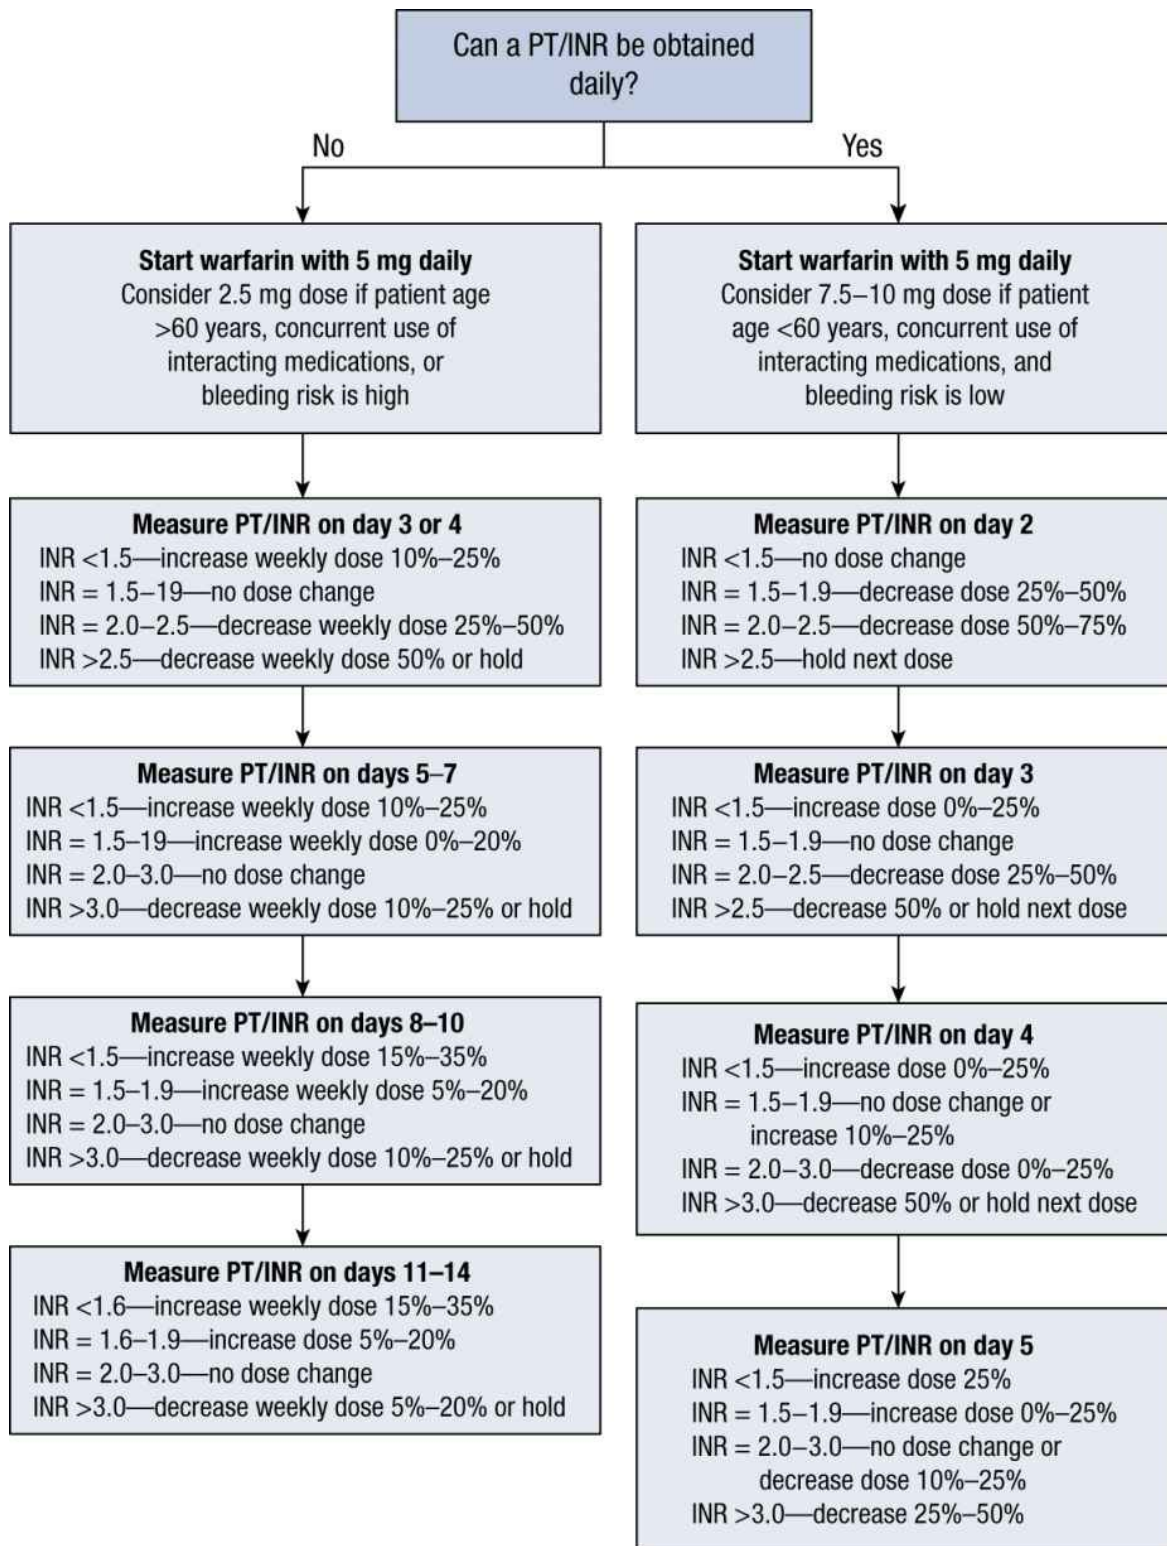 Can a PT/INR be obtained
daily?
No
Yes
Start warfarin with 5 mg daily
Consider 2.5 mg dose if patient age
>60 years, concurrent use of
interacting medications, or
bleeding risk is high
Measure PT/INR on day 3 or 4
INR <1.5—increase weekly dose 10%–25%
INR = 1.5–19—no dose change
INR = 2.0–2.5—decrease weekly dose 25%–50%
INR >2.5—decrease weekly dose 50% or hold
Measure PT/INR on days 5–7
INR <1.5—increase weekly dose 10%–25%
INR = 1.5–19—increase weekly dose 0%–20%
INR = 2.0–3.0—no dose change
INR >3.0—decrease weekly dose 10%–25% or hold
Measure PT/INR on days 8–10
INR <1.5—increase weekly dose 15%–35%
INR = 1.5–1.9—increase weekly dose 5%–20%
INR = 2.0–3.0—no dose change
INR >3.0—decrease weekly dose 10%–25% or hold
Measure PT/INR on days 11–14
INR <1.6—increase weekly dose 15%–35%
INR = 1.6–1.9—increase dose 5%–20%
INR = 2.0–3.0—no dose change
INR >3.0—decrease weekly dose 5%–20% or hold
Start warfarin with 5 mg daily
Consider 7.5–10 mg dose if patient
age <60 years, concurrent use of
interacting medications, and
bleeding risk is low
Measure PT/INR on day 2
INR <1.5—no dose change
INR = 1.5–1.9—decrease dose 25%–50%
INR = 2.0–2.5—decrease dose 50%–75%
INR >2.5—hold next dose
Measure PT/INR on day 3
INR <1.5—increase dose 0%–25%
INR = 1.5–1.9—no dose change
INR = 2.0–2.5—decrease dose 25%–50%
INR >2.5—decrease 50% or hold next dose
Measure PT/INR on day 4
INR <1.5—increase dose 0%–25%
INR = 1.5–1.9—no dose change or
increase 10%–25%
INR = 2.0–3.0—decrease dose 0%–25%
INR >3.0—decrease 50% or hold next dose
Measure PT/INR on day 5
INR <1.5—increase dose 25%
INR = 1.5–1.9—increase dose 0%–25%
INR = 2.0–3.0—no dose change or
decrease dose 10%–25%
INR >3.0—decrease 25%–50%